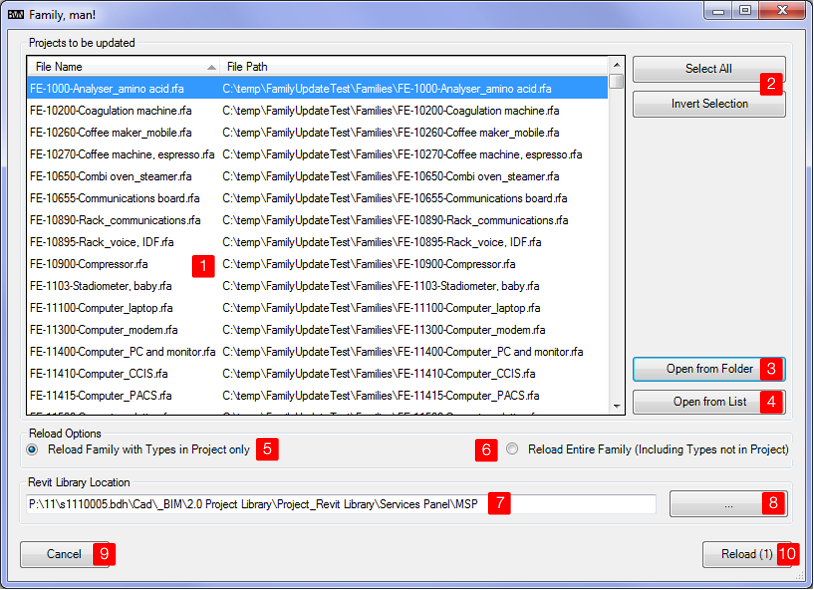 BVN Family, man!
Projects to be updated
File Name File Path
FE-1000-Analyser_amino acid.rfa C:\temp\FamilyUpdateTest\Families\FE-1000-Analyser_amino acid.rfa
FE-10200-Coagulation machine.rfa C:\temp\FamilyUpdateTest\Families\FE-10200-Coagulation machine.rfa
FE-10260-Coffee maker_mobile.rfa C:\temp\FamilyUpdateTest\Families\FE-10260-Coffee maker_mobile.rfa
FE-10270-Coffee machine, espresso.rfa C:\temp\FamilyUpdateTest\Families\FE-10270-Coffee machine, espresso.rfa
FE-10650-Combi oven_steamer.rfa C:\temp\FamilyUpdateTest\Families\FE-10650-Combi oven_steamer.rfa
FE-10655-Communications board.rfa C:\temp\FamilyUpdateTest\Families\FE-10655-Communications board.rfa
FE-10890-Rack_communications.rfa C:\temp\FamilyUpdateTest\Families\FE-10890-Rack_communications.rfa
FE-10895-Rack_voice, IDF.rfa C:\temp\FamilyUpdateTest\Families\FE-10895-Rack_voice, IDF.rfa
FE-10900-Compressor.rfa 1 C:\temp\FamilyUpdateTest\Families\FE-10900-Compressor.rfa
FE-1103-Stadiometer, baby.rfa C:\temp\FamilyUpdateTest\Families\FE-1103-Stadiometer, baby.rfa
FE-11100-Computer_laptop.rfa C:\temp\FamilyUpdateTest\Families\FE-11100-Computer_laptop.rfa
FE-11300-Computer_modem.rfa C:\temp\FamilyUpdateTest\Families\FE-11300-Computer_modem.rfa
FE-11400-Computer_PC and monitor.rfa C:\temp\FamilyUpdateTest\Families\FE-11400-Computer_PC and monitor.rfa
FE-11410-Computer_CCIS.rfa C:\temp\FamilyUpdateTest\Families\FE-11410-Computer_CCIS.rfa
FE-11415-Computer_PACS.rfa C:\temp\FamilyUpdateTest\Families\FE-11415-Computer_PACS.rfa
Select All
2
Invert Selection
Open from Folder 3
Open from List 4
Reload Options
Reload Family with Types in Project only 5 6 Reload Entire Family (Including Types not in Project)
Revit Library Location
P:\11\s1110005.bdh\Cad\_BIM\2.0 Project Library\Project_Revit Library\Services Panel\MSP 7 ... 8
Cancel 9 Reload (1) 10